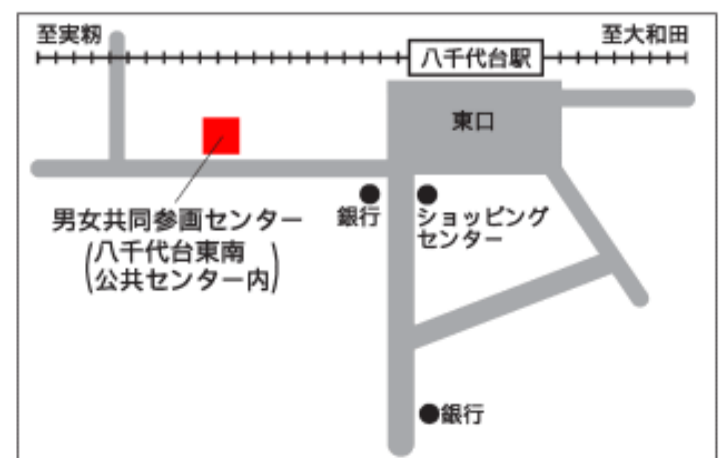 至実籾
至大和田
八千代台駅
東口
男女共同参画センター
(八千代台東南
公共センター内)
銀行
ショッピング
センター
銀行